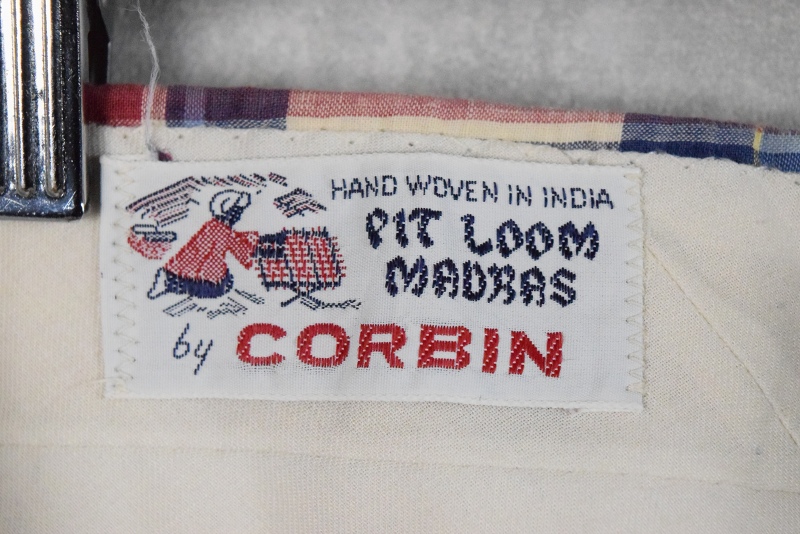 HAND WOVEN IN INDIA
PIT LOOM
MADRAS
by CORBIN